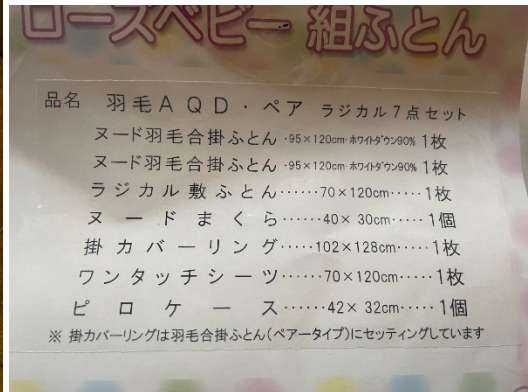 ローズベビー 組ふとん
品名 羽毛AQD・ペア ラジカル7点セット
ヌード羽毛合掛ふとん・95×120cm・ホワイトダウン90% 1枚
ヌード羽毛合掛ふとん・95×120cm・ホワイトダウン90% 1枚
ラジカル敷ふとん……70×120cm……1枚
ヌードまくら……40×30cm……1個
掛カバーリング……102×128cm……1枚
ワンタッチシーツ……70×120cm……1枚
ピロケース……42×32cm……1個
※ 掛カバーリングは羽毛合掛ふとん(ペアータイプ)にセッティングしています